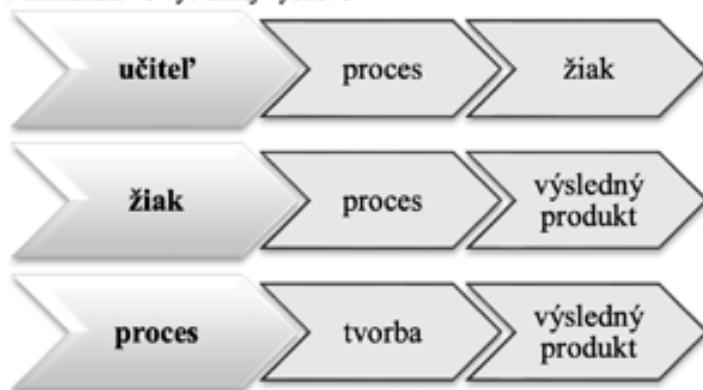 učiteľ proces žiak
žiak proces výsledný produkt
proces tvorba výsledný produkt